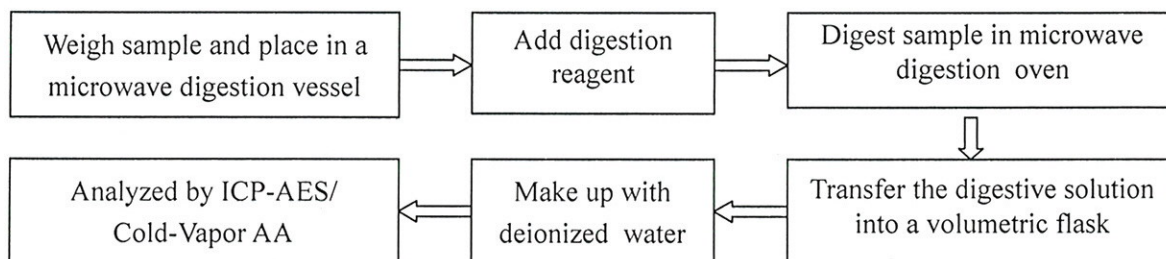 Weigh sample and place in a
microwave digestion vessel
Add digestion
reagent
Digest sample in microwave
digestion oven
Transfer the digestive solution
into a volumetric flask
Make up with
deionized water
Analyzed by ICP-AES/
Cold-Vapor AA